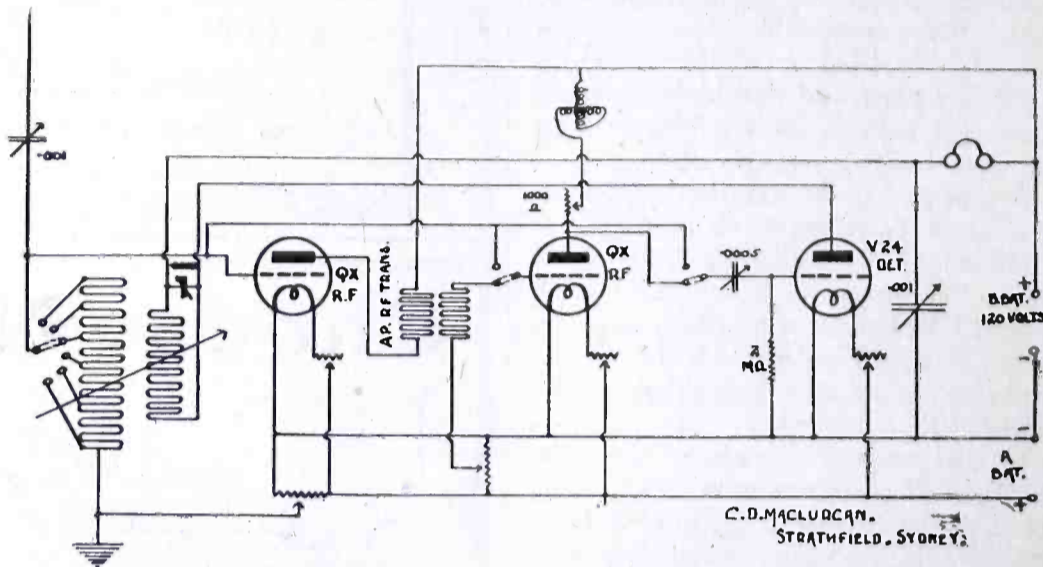 .001
QX
R.F
A.P. RF TRANS.
1000
Ω
QX
RF
.0005
2
MΩ
V24
DET.
.001
+
B BAT.
120 VOLTS
-
-
A
BAT.
+
C.D. MACLURCAN.
STRATHFIELD. SYDNEY